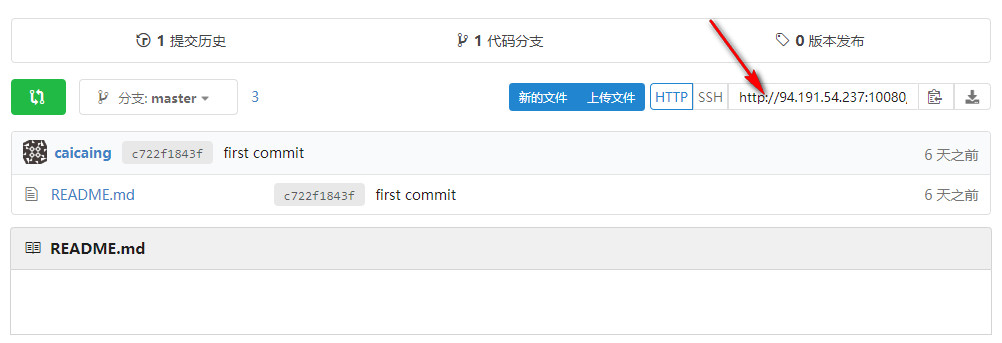 1 提交历史 1 代码分支 0 版本发布
分支: master 3 新的文件 上传文件 HTTP SSH http://94.191.54.237:10080
caicaing c722f1843f first commit 6 天之前
README.md c722f1843f first commit 6 天之前
README.md